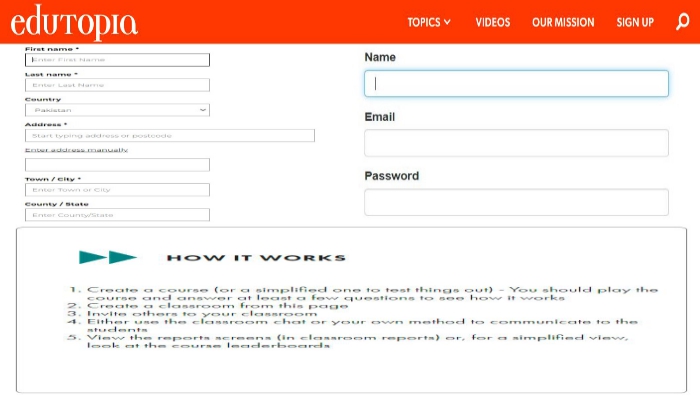 edutopia
TOPICS VIDEOS OUR MISSION SIGN UP
First name *
Enter First Name
Last name *
Enter Last Name
Country
Pakistan
Address *
Start typing address or postcode
Enter address manually
Town / City *
Enter Town or City
County / State
Enter County/State
Name
Email
Password
HOW IT WORKS
1. Create a course (or a simplified one to test things out) - You should play the
course and answer at least a few questions to see how it works
2. Create a classroom from this page
3. Invite others to your classroom
4. Either use the classroom chat or your own method to communicate to the
students
5. View the reports screens (in classroom reports) or, for a simplified view,
look at the course leaderboards